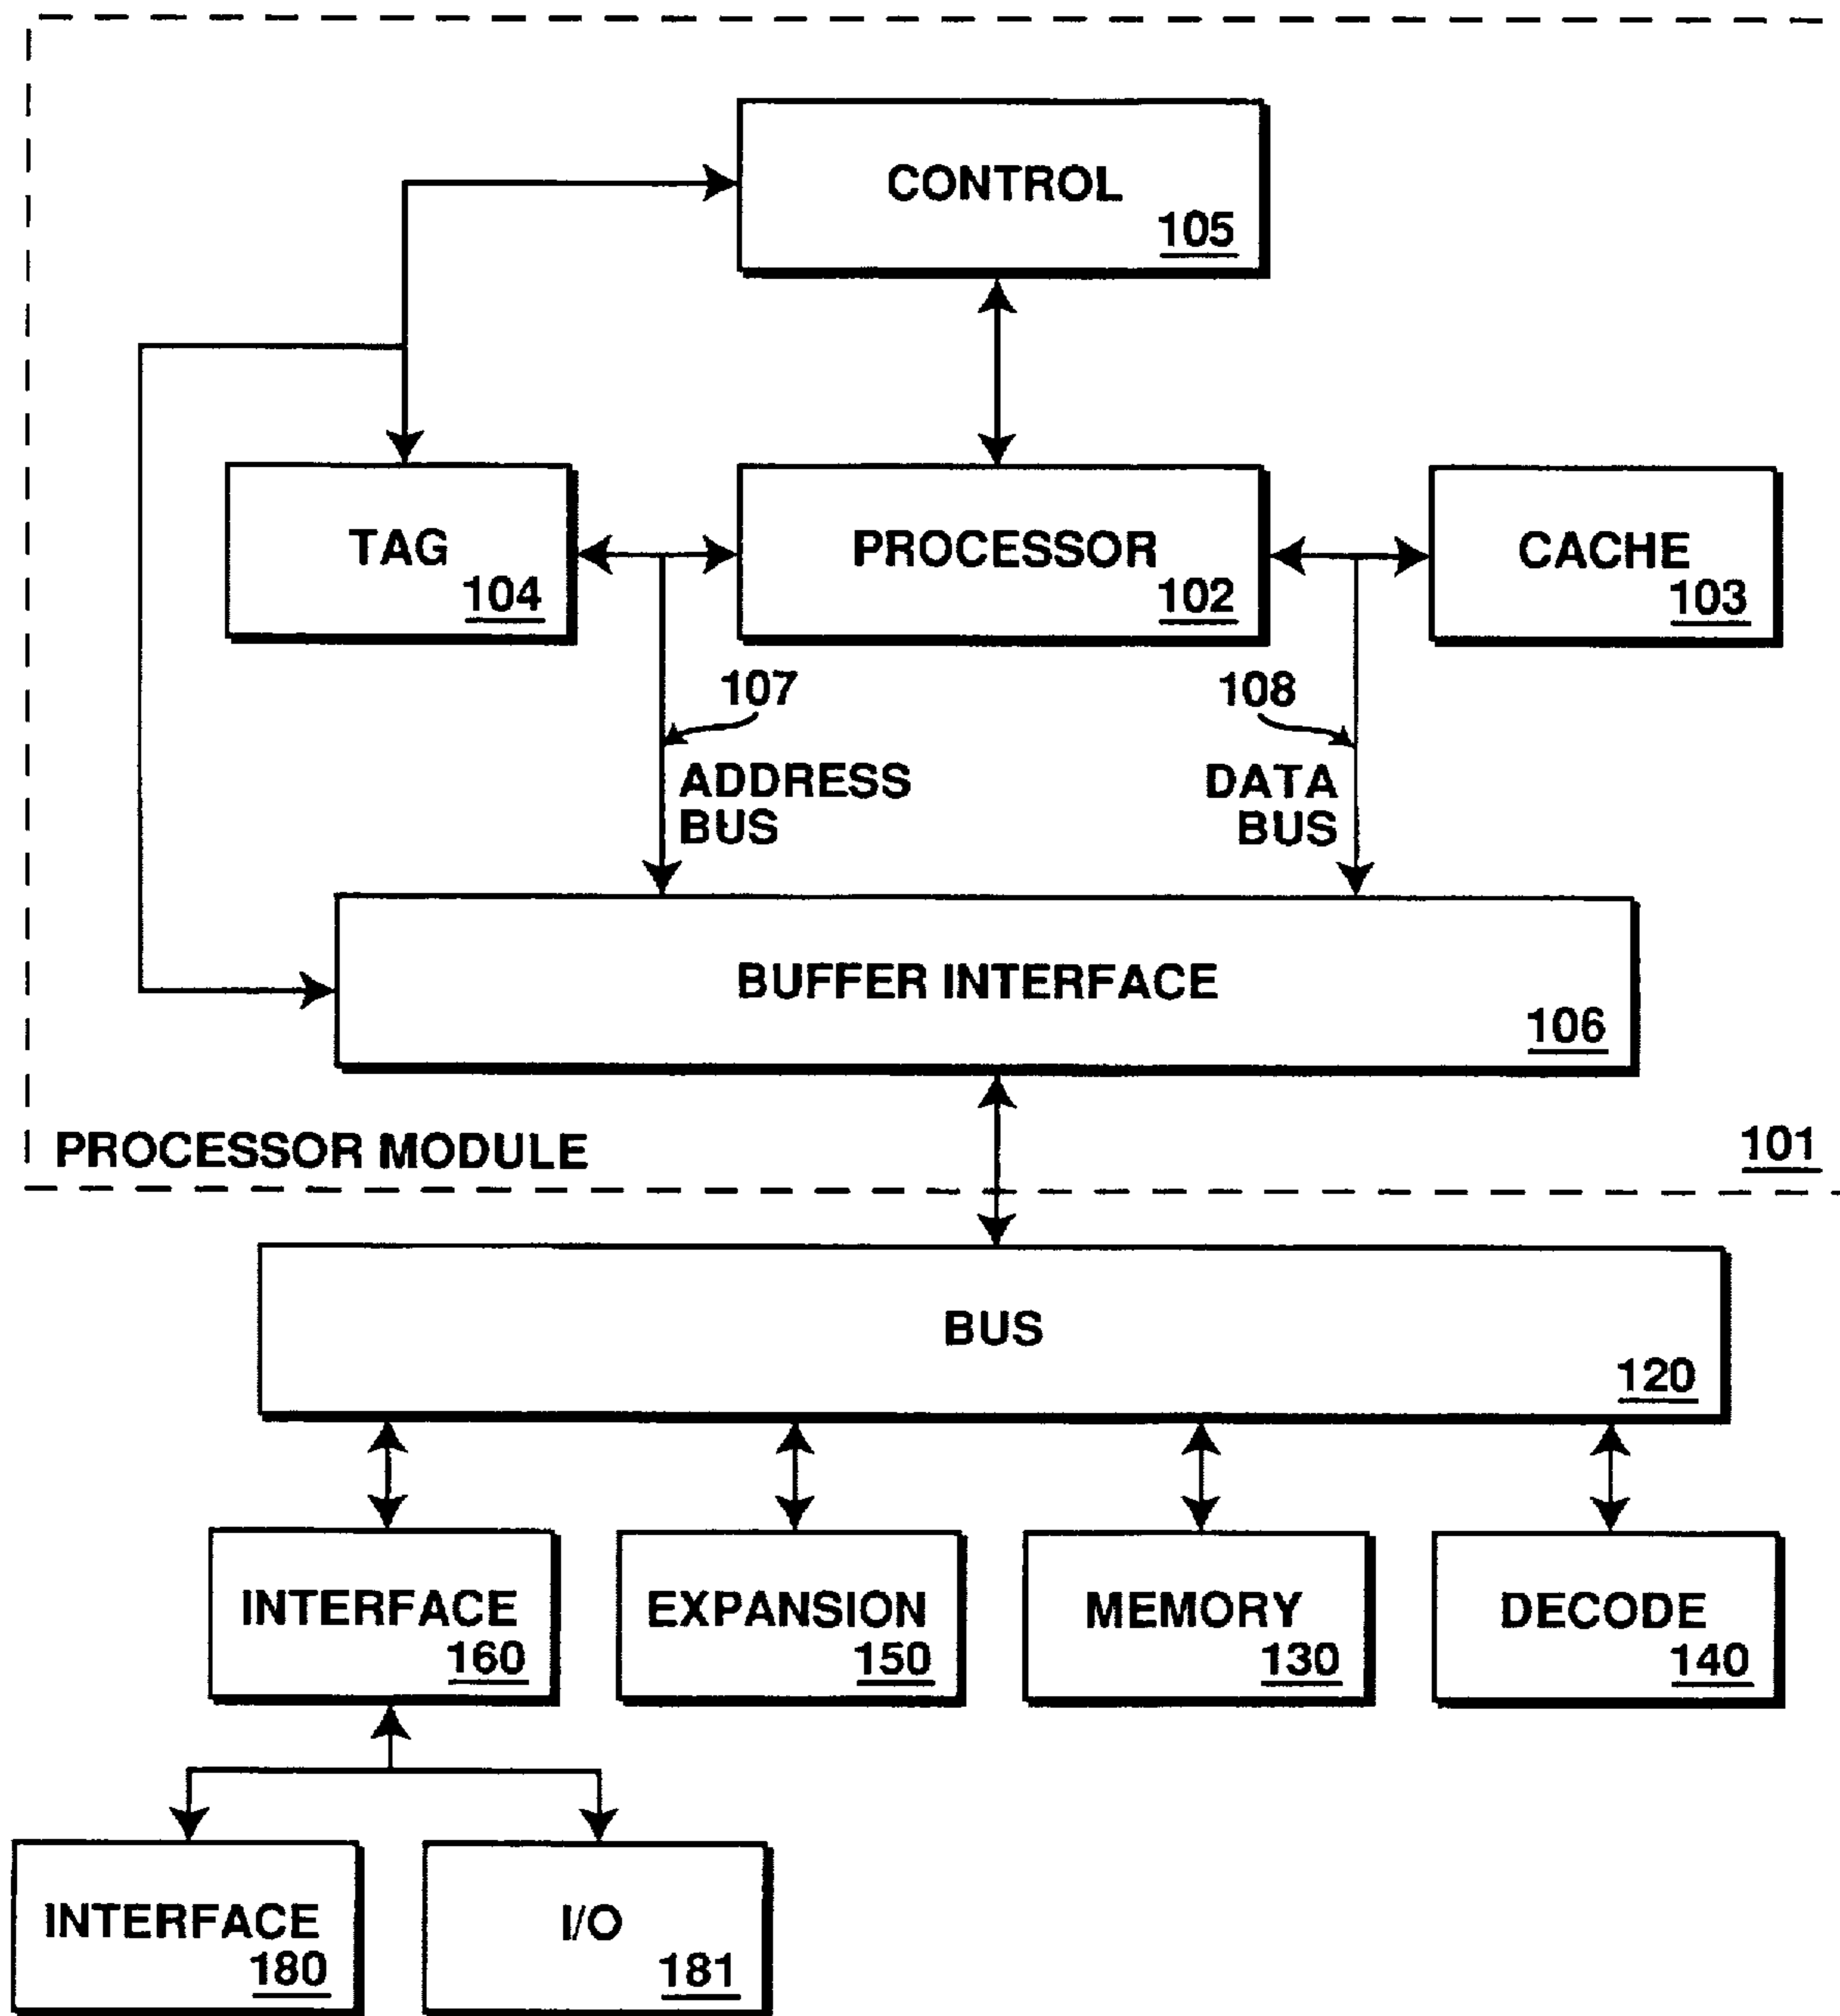 CONTROL
105
TAG
104
PROCESSOR
102
CACHE
103
107
108
ADDRESS
BUS
DATA
BUS
BUFFER INTERFACE
106
PROCESSOR MODULE
101
BUS
120
INTERFACE
160
EXPANSION
150
MEMORY
130
DECODE
140
INTERFACE
180
I/O
181